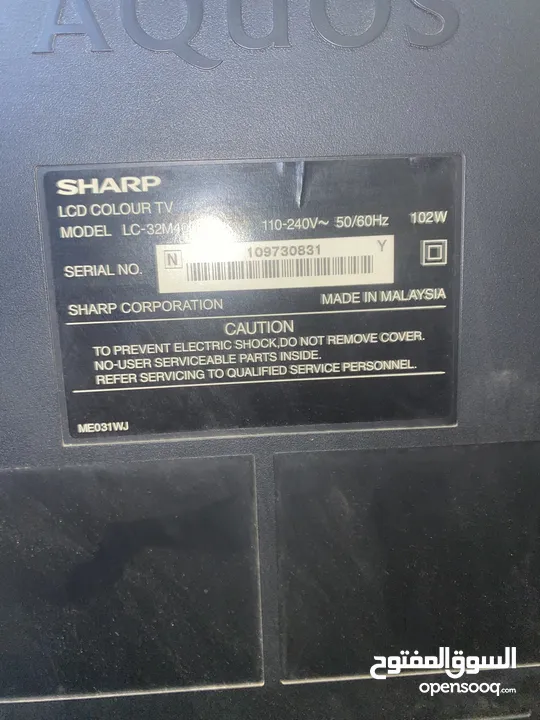 AQUOS
SHARP
LCD COLOUR TV
MODEL LC-32M4 110-240V~ 50/60Hz 102W
SERIAL NO. N 109730831 Y
SHARP CORPORATION MADE IN MALAYSIA
CAUTION
TO PREVENT ELECTRIC SHOCK,DO NOT REMOVE COVER.
NO-USER SERVICEABLE PARTS INSIDE.
REFER SERVICING TO QUALIFIED SERVICE PERSONNEL.
ME031WJ
السوق المفتوح
opensooq.com